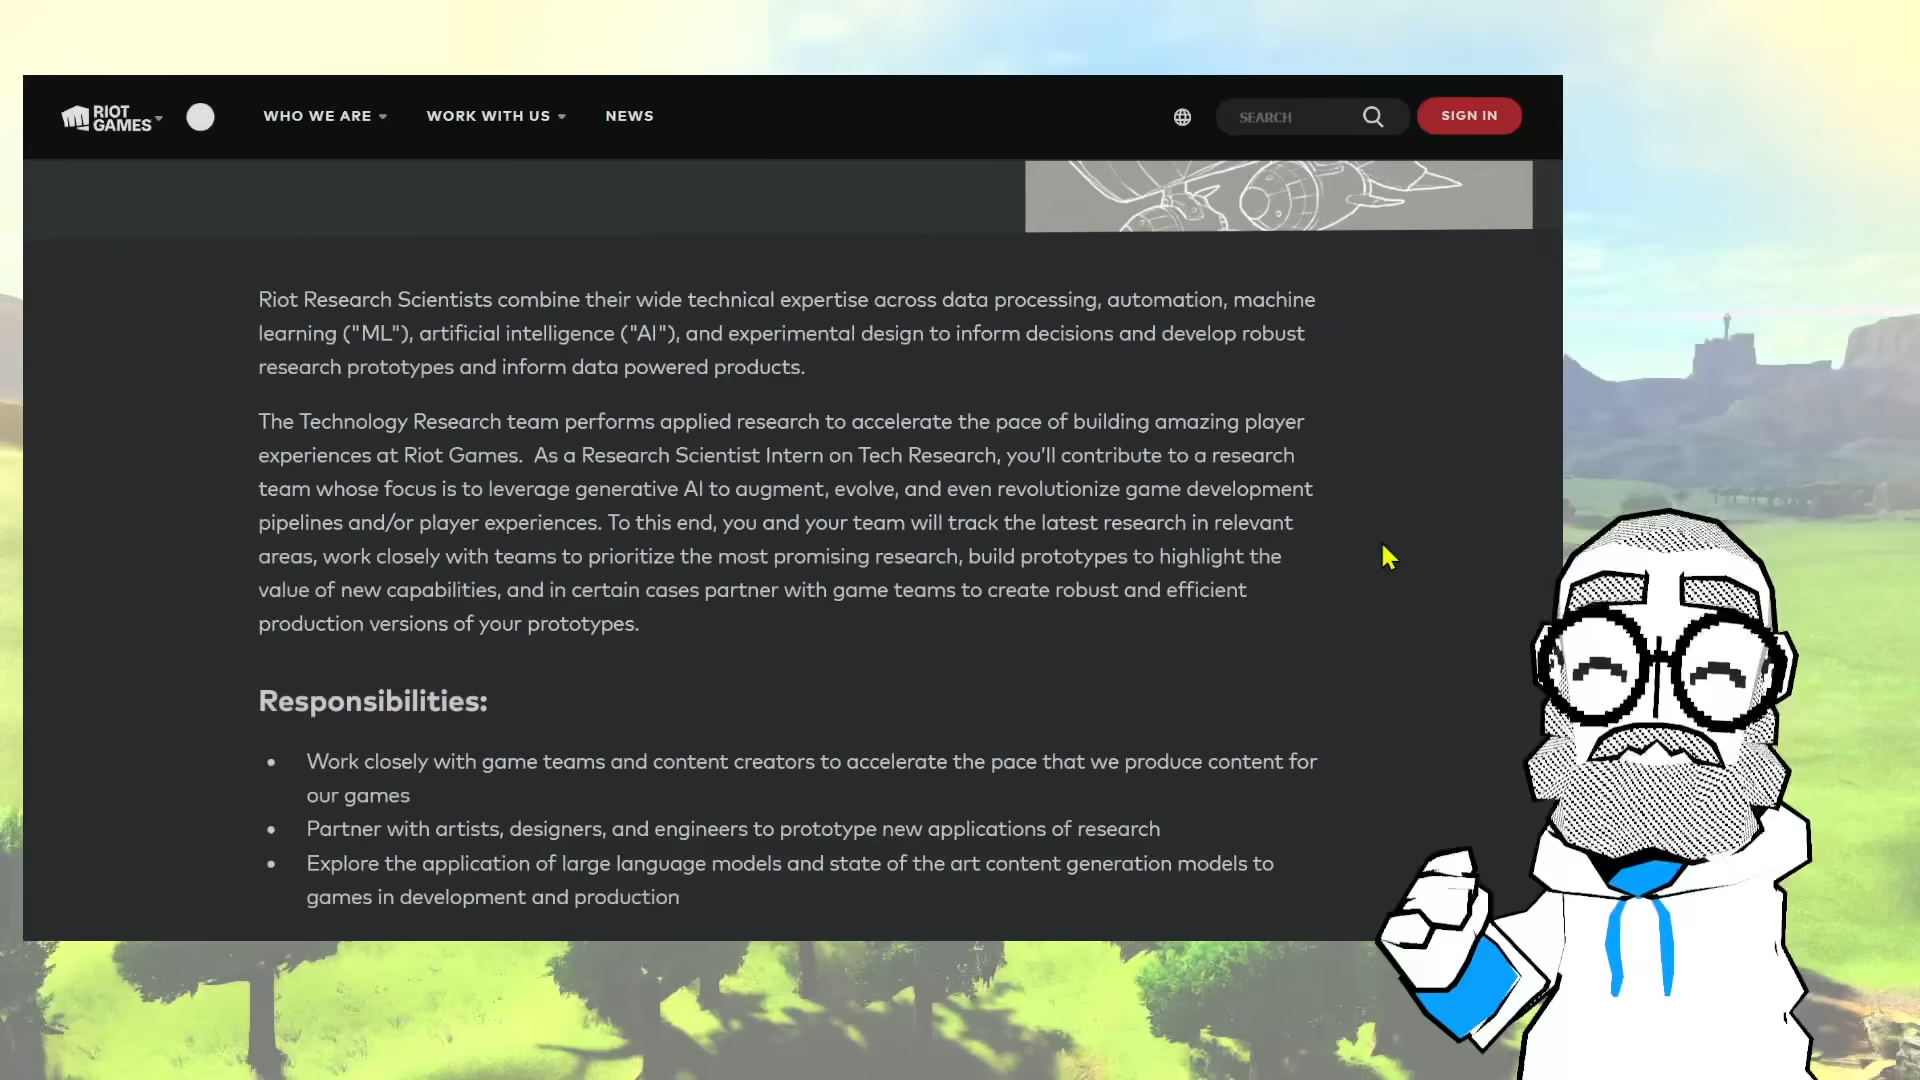 RIOT GAMES
WHO WE ARE
WORK WITH US
NEWS
SEARCH
SIGN IN
Riot Research Scientists combine their wide technical expertise across data processing, automation, machine
learning ("ML"), artificial intelligence ("AI"), and experimental design to inform decisions and develop robust
research prototypes and inform data powered products.
The Technology Research team performs applied research to accelerate the pace of building amazing player
experiences at Riot Games.  As a Research Scientist Intern on Tech Research, you’ll contribute to a research
team whose focus is to leverage generative AI to augment, evolve, and even revolutionize game development
pipelines and/or player experiences. To this end, you and your team will track the latest research in relevant
areas, work closely with teams to prioritize the most promising research, build prototypes to highlight the
value of new capabilities, and in certain cases partner with game teams to create robust and efficient
production versions of your prototypes.
Responsibilities:
• Work closely with game teams and content creators to accelerate the pace that we produce content for
our games
• Partner with artists, designers, and engineers to prototype new applications of research
• Explore the application of large language models and state of the art content generation models to
games in development and production